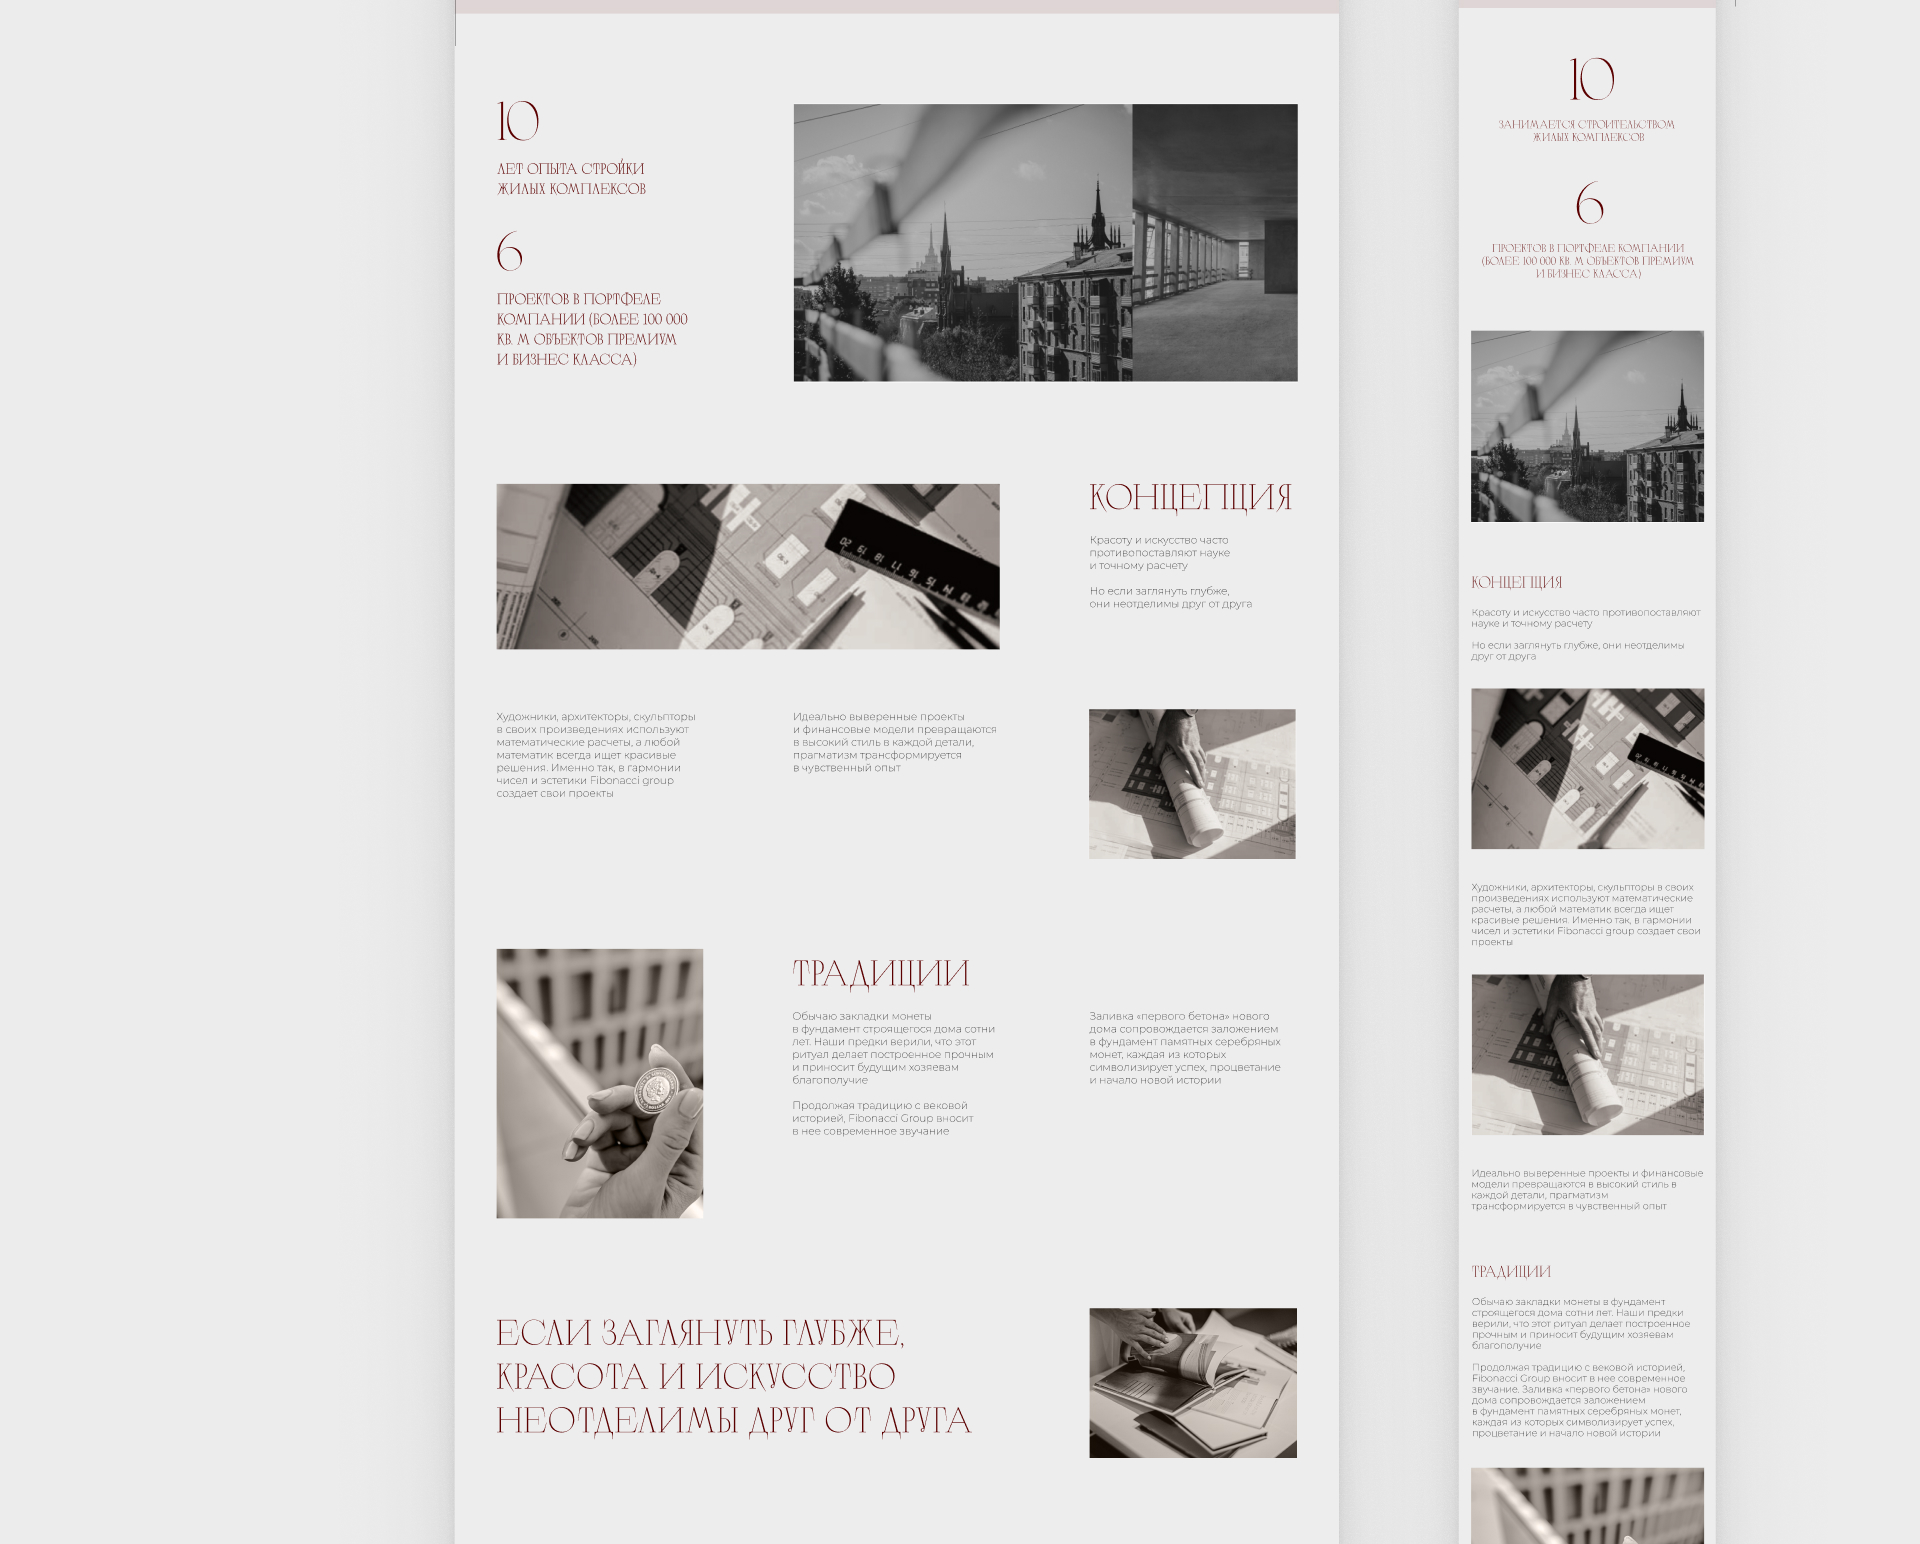 10
ЛЕТ ОПЫТА СТРОЙКИ
ЖИЛЫХ КОМПЛЕКСОВ
6
ПРОЕКТОВ В ПОРТФЕЛЕ
КОМПАНИИ (БОЛЕЕ 100 000
КВ. М ОБЪЕКТОВ ПРЕМИУМ
И БИЗНЕС КЛАССА)
КОНЦЕПЦИЯ
Красоту и искусство часто
противопоставляют науке
и точному расчету
Но если заглянуть глубже,
они неотделимы друг от друга
Художники, архитекторы, скульпторы
в своих произведениях используют
математические расчеты, а любой
математик всегда ищет красивые
решения. Именно так, в гармонии
чисел и эстетики Fibonacci group
создает свои проекты
Идеально выверенные проекты
и финансовые модели превращаются
в высокий стиль в каждой детали,
прагматизм трансформируется
в чувственный опыт
ТРАДИЦИИ
Обычаю закладки монеты
в фундамент строящегося дома сотни
лет. Наши предки верили, что этот
ритуал делает построенное прочным
и приносит будущим хозяевам
благополучие
Продолжая традицию с вековой
историей, Fibonacci Group вносит
в нее современное звучание
Заливка «первого бетона» нового
дома сопровождается заложением
в фундамент памятных серебряных
монет, каждая из которых
символизирует успех, процветание
и начало новой истории
ЕСЛИ ЗАГЛЯНУТЬ ГЛУБЖЕ,
КРАСОТА И ИСКУССТВО
НЕОТДЕЛИМЫ ДРУГ ОТ ДРУГА
10
ЗАНИМАЕТСЯ СТРОИТЕЛЬСТВОМ
ЖИЛЫХ КОМПЛЕКСОВ
6
ПРОЕКТОВ В ПОРТФЕЛЕ КОМПАНИИ
(БОЛЕЕ 100 000 КВ. М ОБЪЕКТОВ ПРЕМИУМ
И БИЗНЕС КЛАССА)
КОНЦЕПЦИЯ
Красоту и искусство часто противопоставляют
науке и точному расчету
Но если заглянуть глубже, они неотделимы
друг от друга
Художники, архитекторы, скульпторы в своих
произведениях используют математические
расчеты, а любой математик всегда ищет
красивые решения. Именно так, в гармонии
чисел и эстетики Fibonacci group создает свои
проекты
Идеально выверенные проекты и финансовые
модели превращаются в высокий стиль в
каждой детали, прагматизм
трансформируется в чувственный опыт
ТРАДИЦИИ
Обычаю закладки монеты в фундамент
строящегося дома сотни лет. Наши предки
верили, что этот ритуал делает построенное
прочным и приносит будущим хозяевам
благополучие
Продолжая традицию с вековой историей,
Fibonacci Group вносит в нее современное
звучание. Заливка «первого бетона» нового
дома сопровождается заложением
в фундамент памятных серебряных монет,
каждая из которых символизирует успех,
процветание и начало новой истории